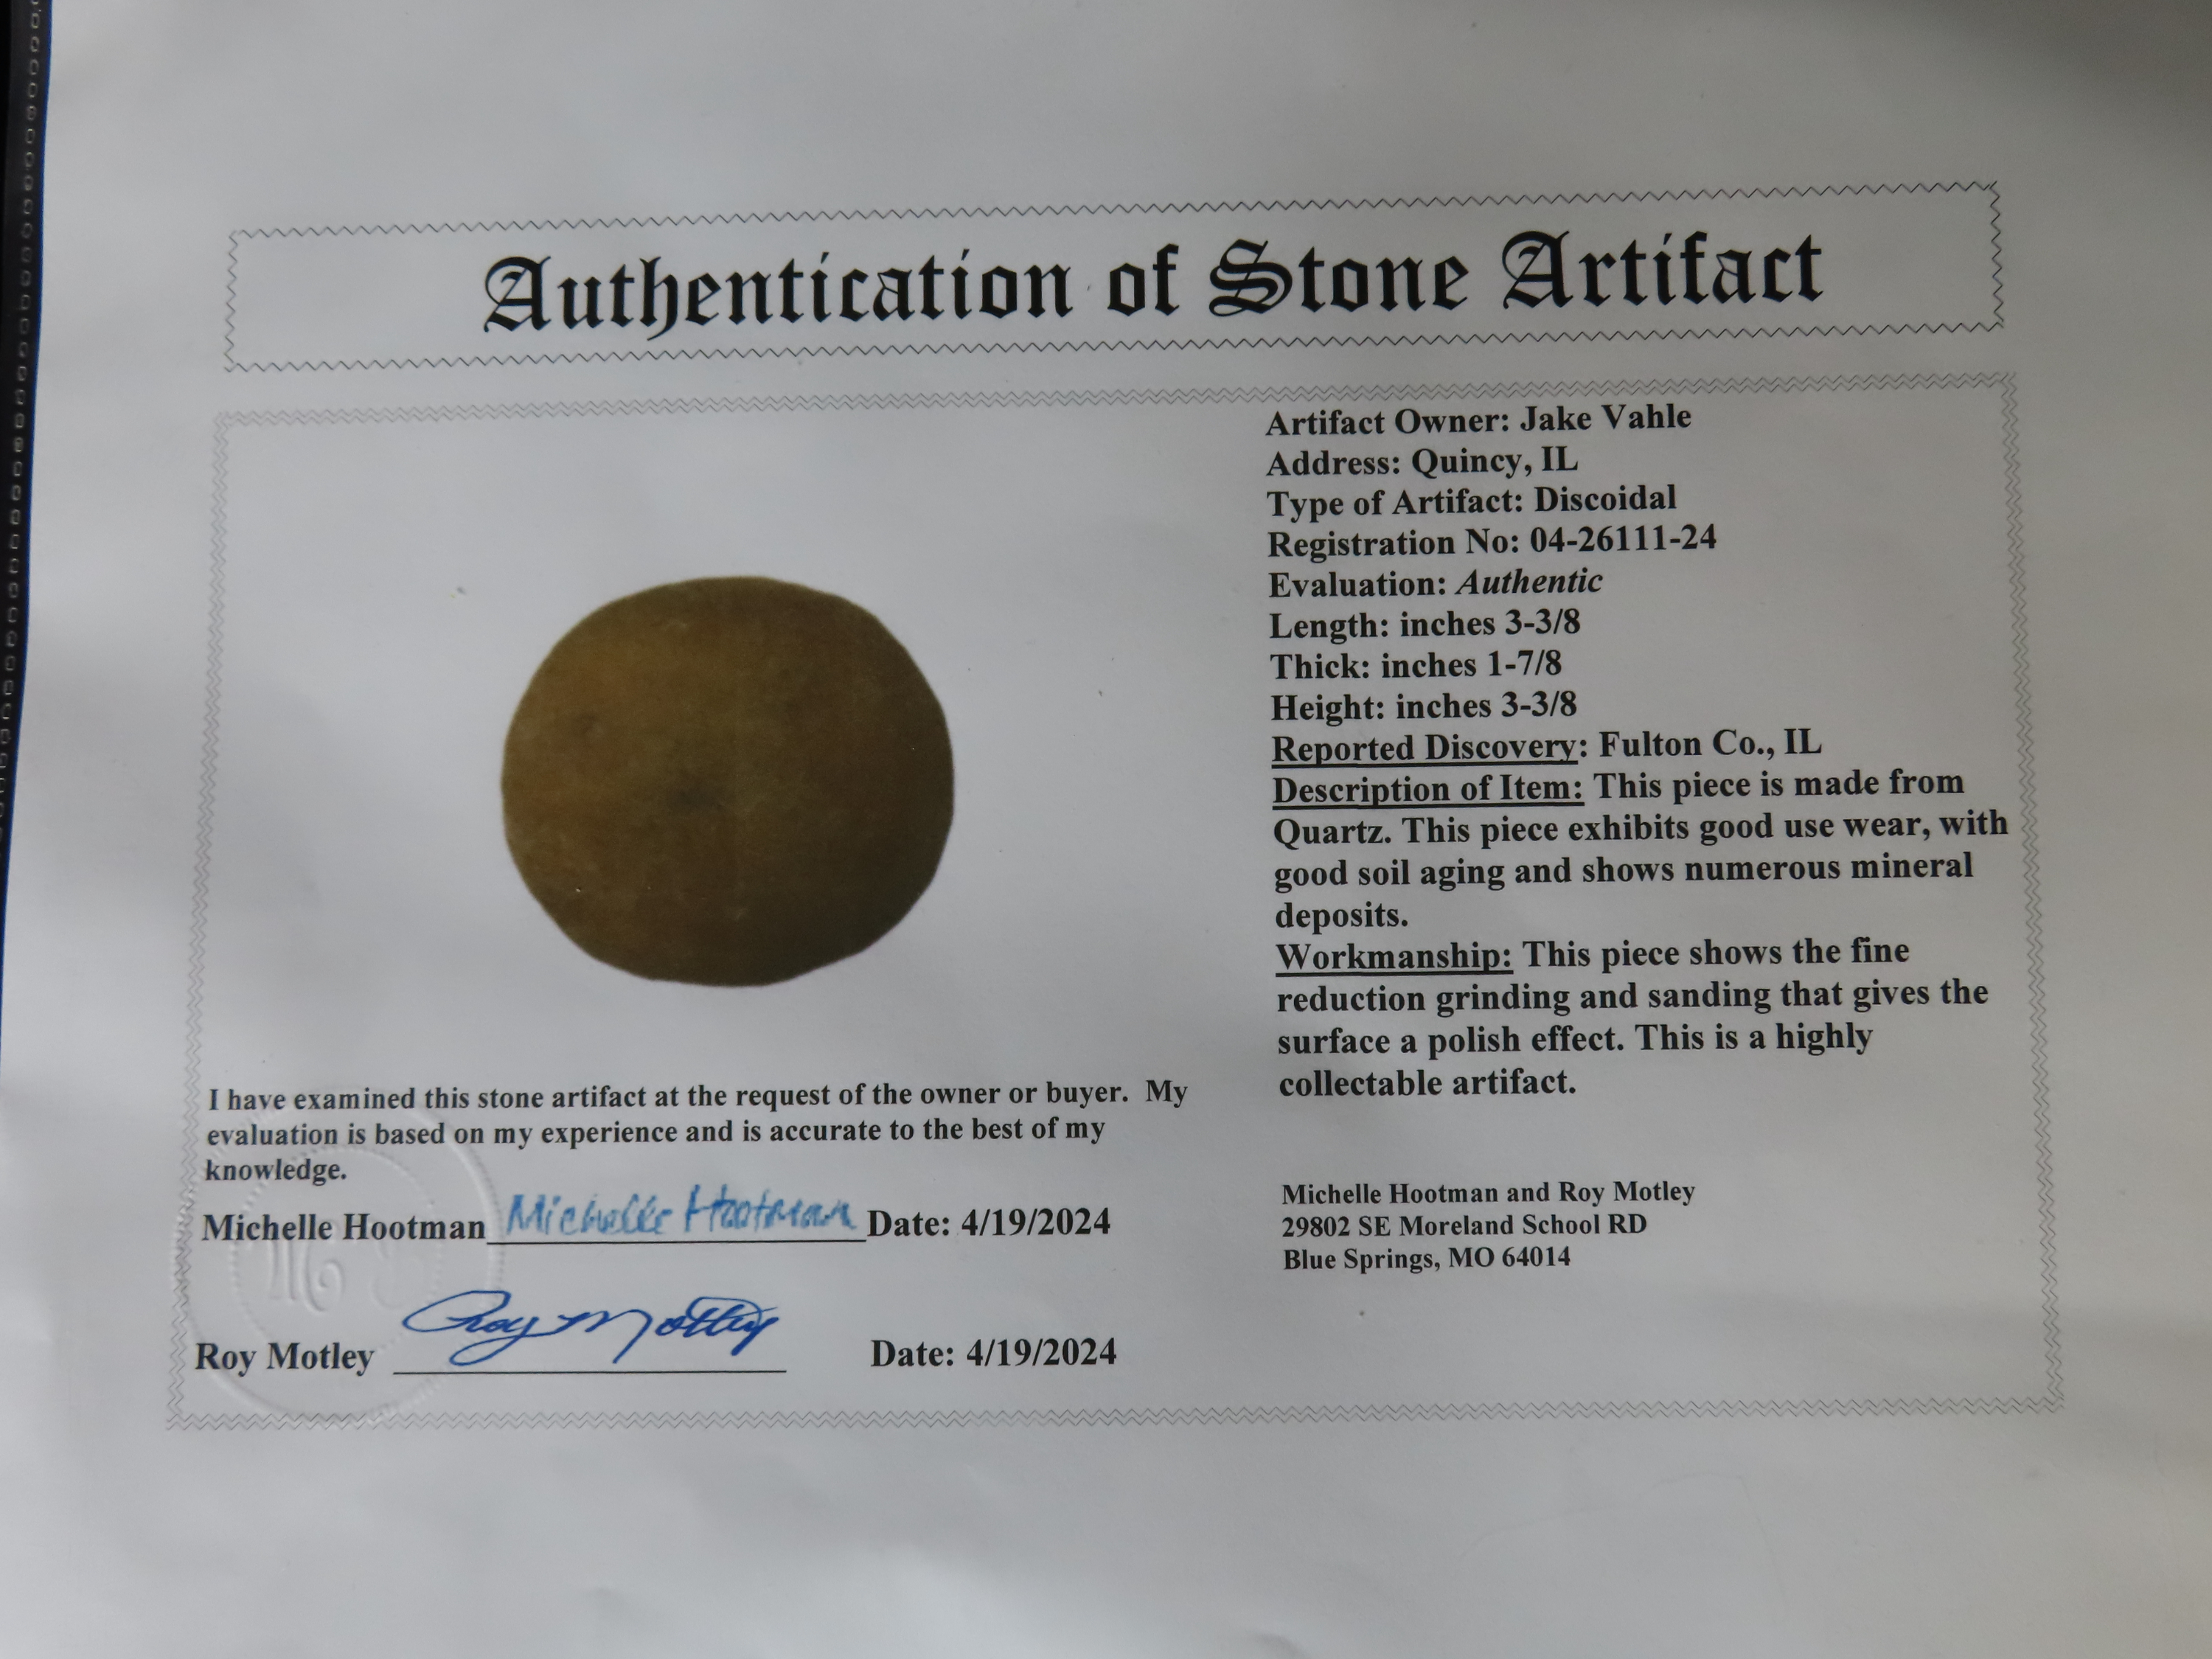 Authentication of Stone Artifact
Artifact Owner: Jake Vahle
Address: Quincy, IL
Type of Artifact: Discoidal
Registration No: 04-26111-24
Evaluation: Authentic
Length: inches 3-3/8
Thick: inches 1-7/8
Height: inches 3-3/8
Reported Discovery: Fulton Co., IL
Description of Item: This piece is made from
Quartz. This piece exhibits good use wear, with
good soil aging and shows numerous mineral
deposits.
Workmanship: This piece shows the fine
reduction grinding and sanding that gives the
surface a polish effect. This is a highly
collectable artifact.
I have examined this stone artifact at the request of the owner or buyer. My
evaluation is based on my experience and is accurate to the best of my
knowledge.
Michelle Hootman Michelle Hootman Date: 4/19/2024
Roy Motley Roy Motley Date: 4/19/2024
Michelle Hootman and Roy Motley
29802 SE Moreland School RD
Blue Springs, MO 64014